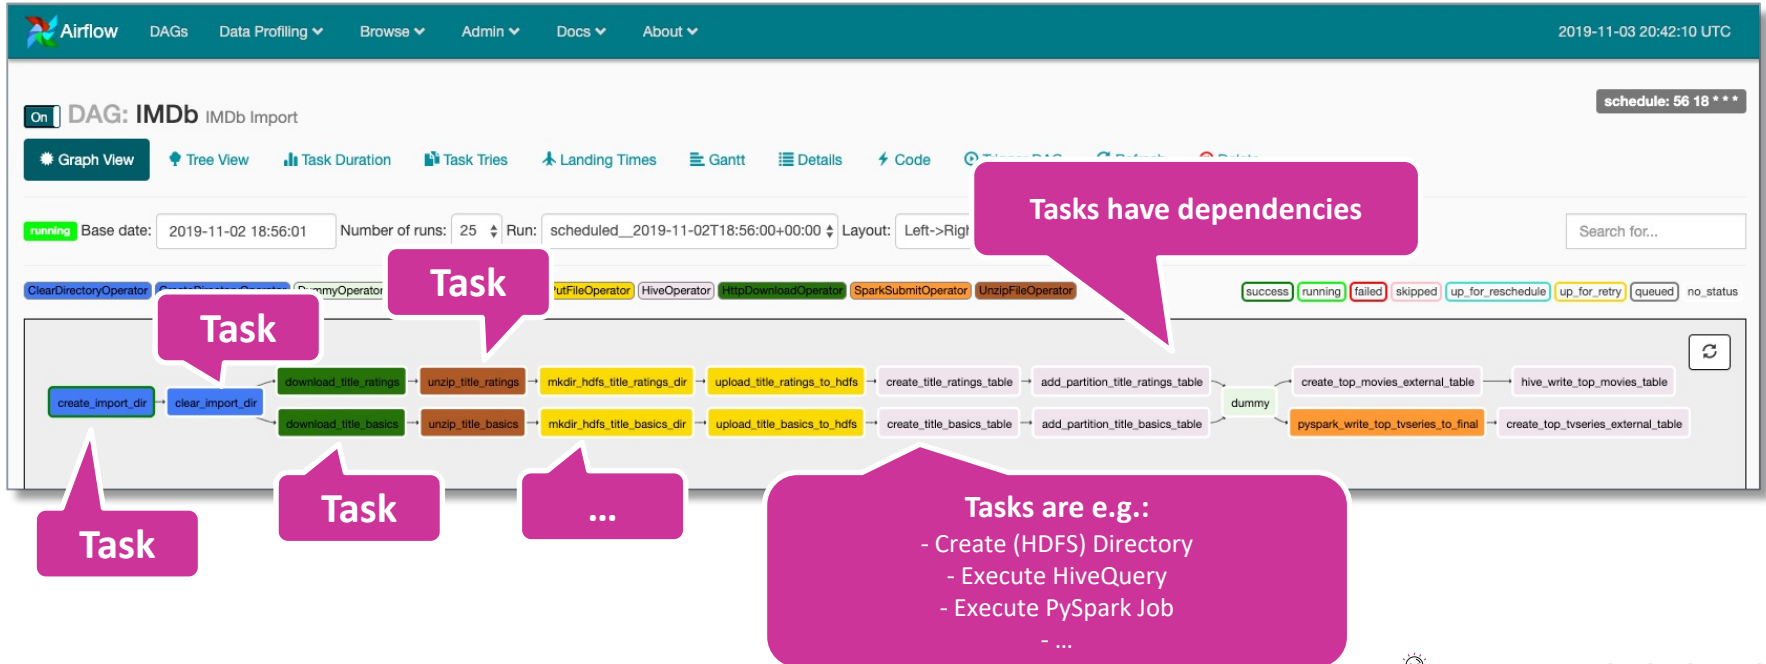 Airflow DAGs Data Profiling Browse Admin Docs About 2019-11-03 20:42:10 UTC
schedule: 56 18 * * *
On DAG: IMDb IMDb Import
Graph View Tree View Task Duration Task Tries Landing Times Gantt Details Code
Tasks have dependencies
running Base date: 2019-11-02 18:56:01 Number of runs: 25 Run: scheduled__2019-11-02T18:56:00+00:00 Layout: Left->Righ Search for...
Task
ClearDirectoryOperator HiveOperator HttpDownloadOperator SparkSubmitOperator UnzipFileOperator success running failed skipped up_for_reschedule up_for_retry queued no_status
Task
download_title_ratings unzip_title_ratings mkdir_hdfs_title_ratings_dir upload_title_ratings_to_hdfs create_title_ratings_table add_partition_title_ratings_table create_top_movies_external_table hive_write_top_movies_table
create_import_dir clear_import_dir dummy
download_title_basics unzip_title_basics mkdir_hdfs_title_basics_dir upload_title_basics_to_hdfs create_title_basics_table add_partition_title_basics_table pyspark_write_top_tvseries_to_final create_top_tvseries_external_table
Task
Task
...
Tasks are e.g.:
- Create (HDFS) Directory
- Execute HiveQuery
- Execute PySpark Job
- ...